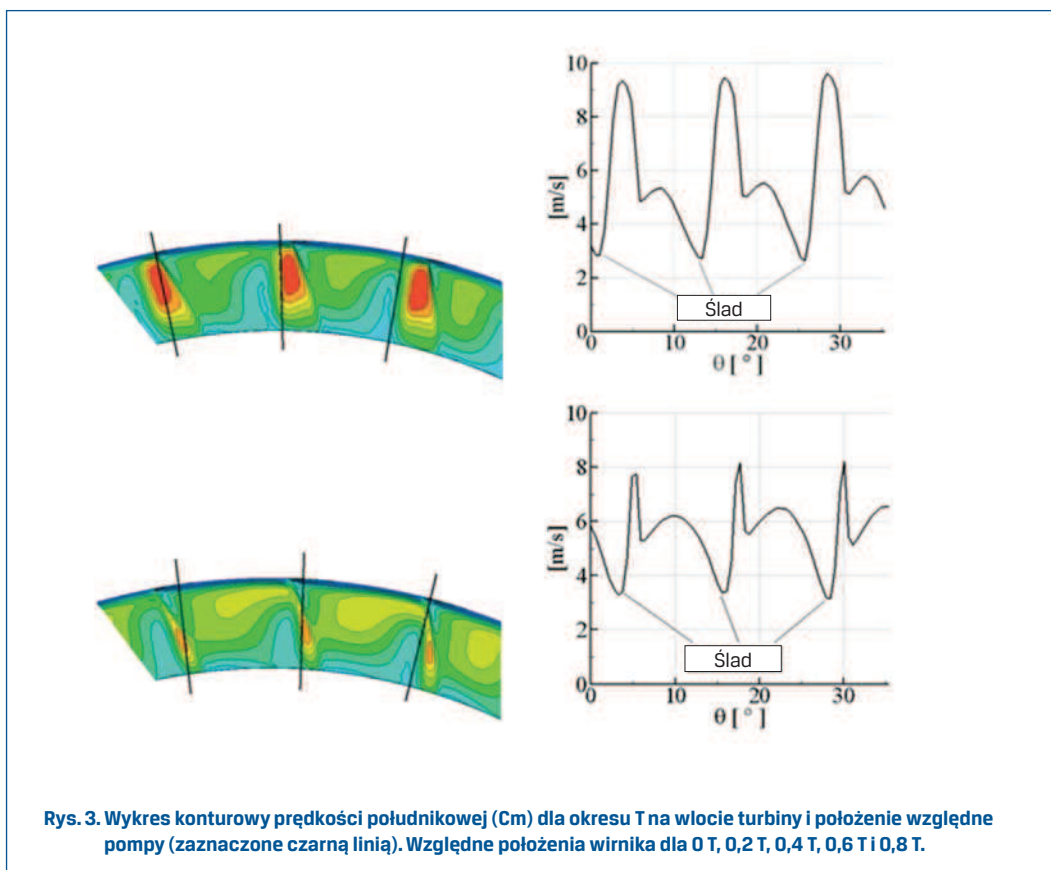 10
8
6
4
2
0
[m/s]
0 10 20 30
θ [ ° ]
Ślad
10
8
6
4
2
0
[m/s]
0 10 20 30
θ [ ° ]
Ślad
Rys. 3. Wykres konturowy prędkości południkowej (Cm) dla okresu T na wlocie turbiny i położenie względne
pompy (zaznaczone czarną linią). Względne położenia wirnika dla 0 T, 0,2 T, 0,4 T, 0,6 T i 0,8 T.